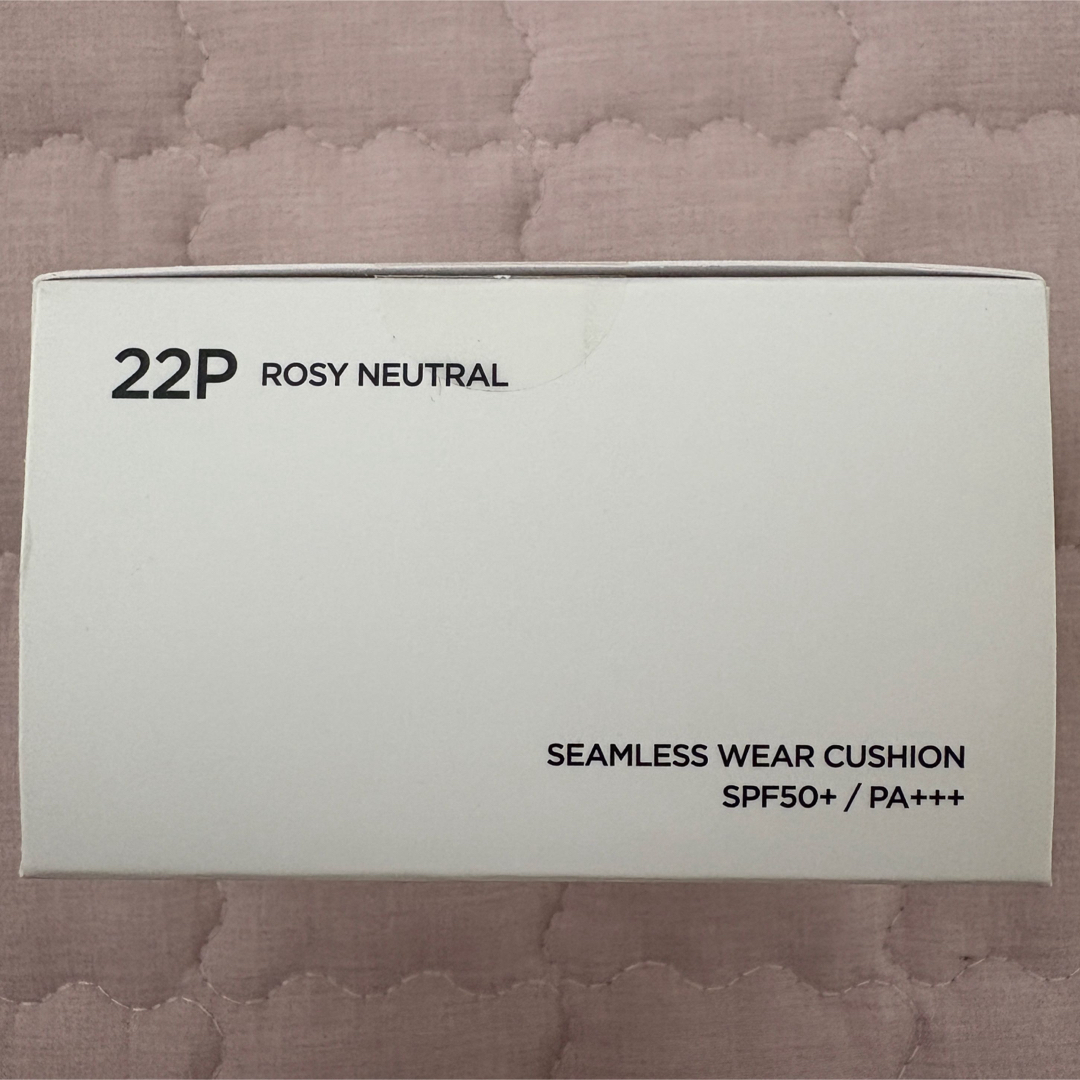 22P ROSY NEUTRAL
SEAMLESS WEAR CUSHION
SPF50+ / PA+++